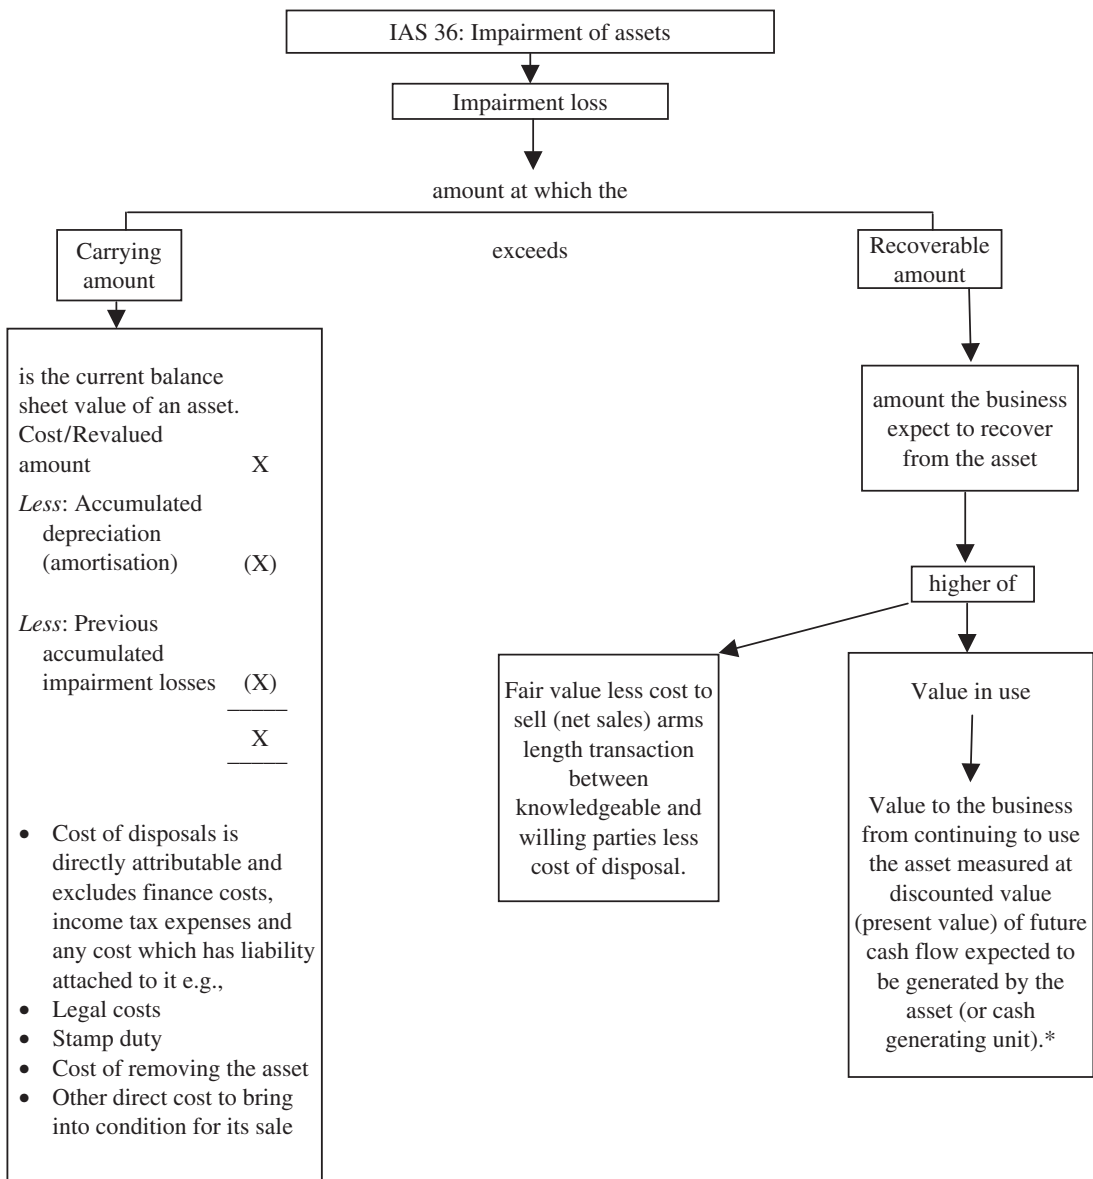 IAS 36: Impairment of assets
Impairment loss
amount at which the
Carrying
amount
exceeds
Recoverable
amount
is the current balance
sheet value of an asset.
Cost/Revalued
amount X
Less: Accumulated
depreciation
(amortisation) (X)
Less: Previous
accumulated
impairment losses (X)
X
• Cost of disposals is
directly attributable and
excludes finance costs,
income tax expenses and
any cost which has liability
attached to it e.g.,
• Legal costs
• Stamp duty
• Cost of removing the asset
• Other direct cost to bring
into condition for its sale
amount the business
expect to recover
from the asset
higher of
Fair value less cost to
sell (net sales) arms
length transaction
between
knowledgeable and
willing parties less
cost of disposal.
Value in use
Value to the business
from continuing to use
the asset measured at
discounted value
(present value) of future
cash flow expected to
be generated by the
asset (or cash
generating unit).*